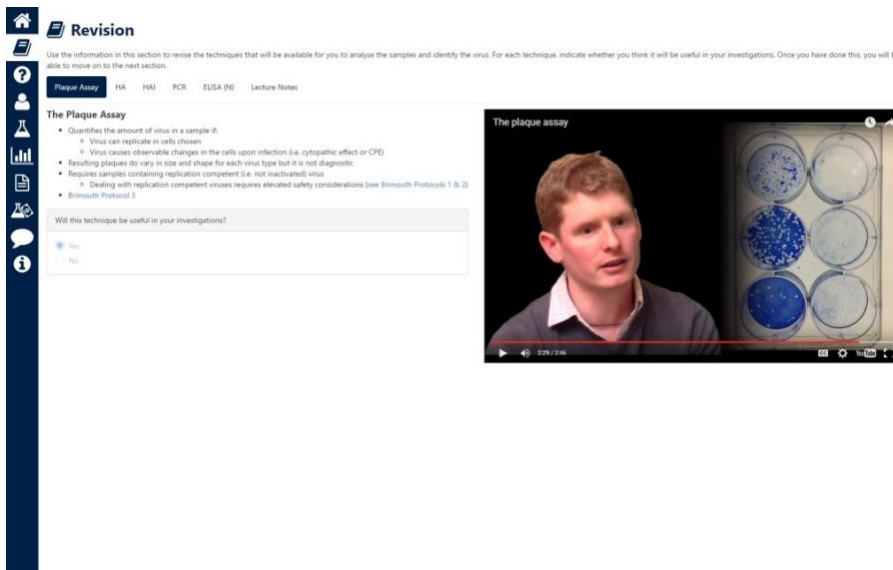 Revision
Use the information in this section to revise the techniques that will be available for you to analyse the samples and identify the virus. For each technique, indicate whether you think it will be useful in your investigations. Once you have done this, you will
able to move on to the next section.
Plaque Assay HA HAI PCR ELISA (N) Lecture Notes
The Plaque Assay
Quantifies the amount of virus in a sample if:
Virus can replicate in cells chosen
Virus causes observable changes in the cells upon infection (i.e. cytopathic effect or CPE)
Resulting plaques do vary in size and shape for each virus type but it is not diagnostic
Requires samples containing replication competent (i.e. not inactivated) virus
Dealing with replication competent viruses requires elevated safety considerations (see Brimouth Protocols 1 & 2)
Brimouth Protocol 3
Will this technique be useful in your investigations?
Yes
No
The plaque assay
2:29 / 2:46
YouTube